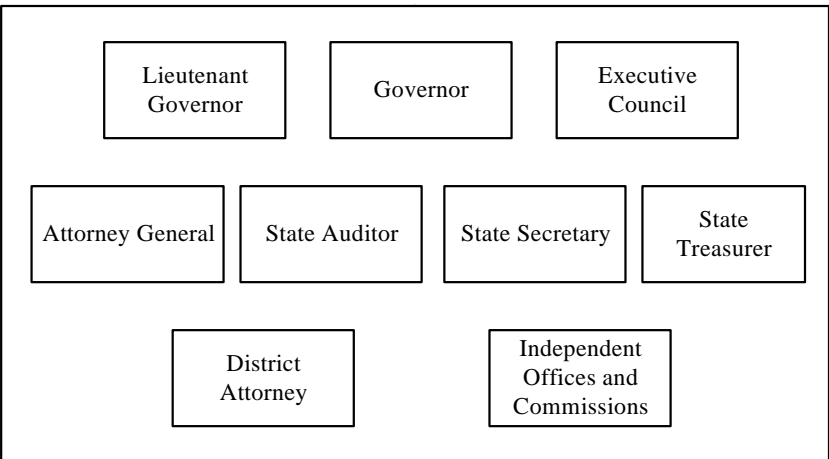 Lieutenant
Governor
Governor
Executive
Council
Attorney General
State Auditor
State Secretary
State
Treasurer
District
Attorney
Independent
Offices and
Commissions